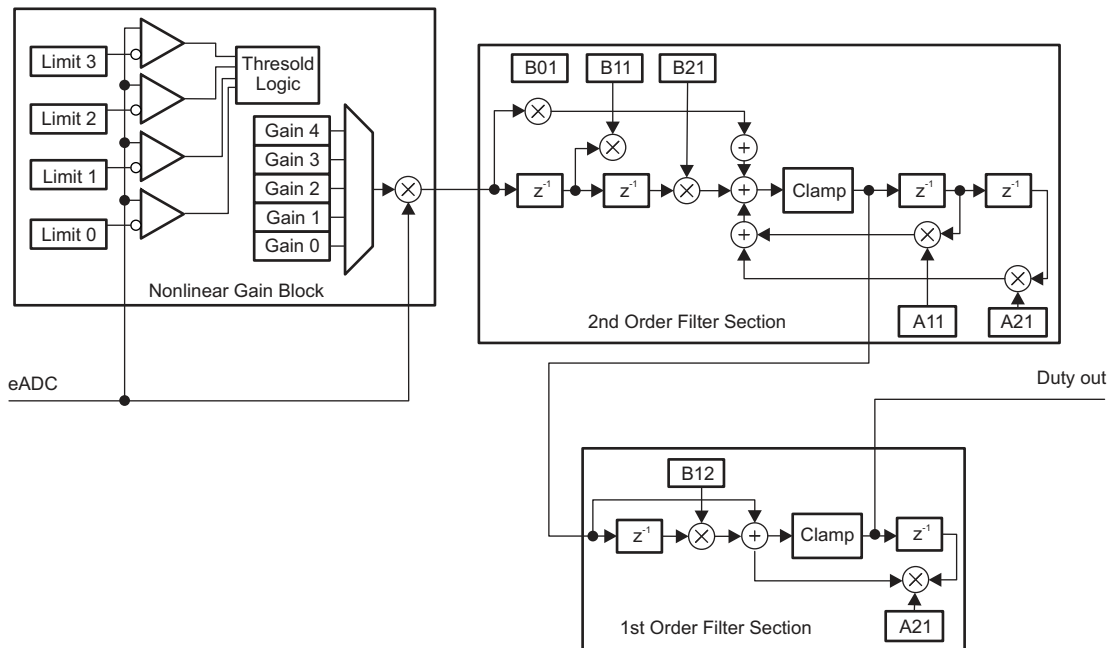 Limit 3
Limit 2
Limit 1
Limit 0
Thresold
Logic
Gain 4
Gain 3
Gain 2
Gain 1
Gain 0
Nonlinear Gain Block
B01
B11
B21
z⁻¹
z⁻¹
Clamp
z⁻¹
z⁻¹
A11
A21
2nd Order Filter Section
eADC
Duty out
B12
z⁻¹
Clamp
z⁻¹
A21
1st Order Filter Section